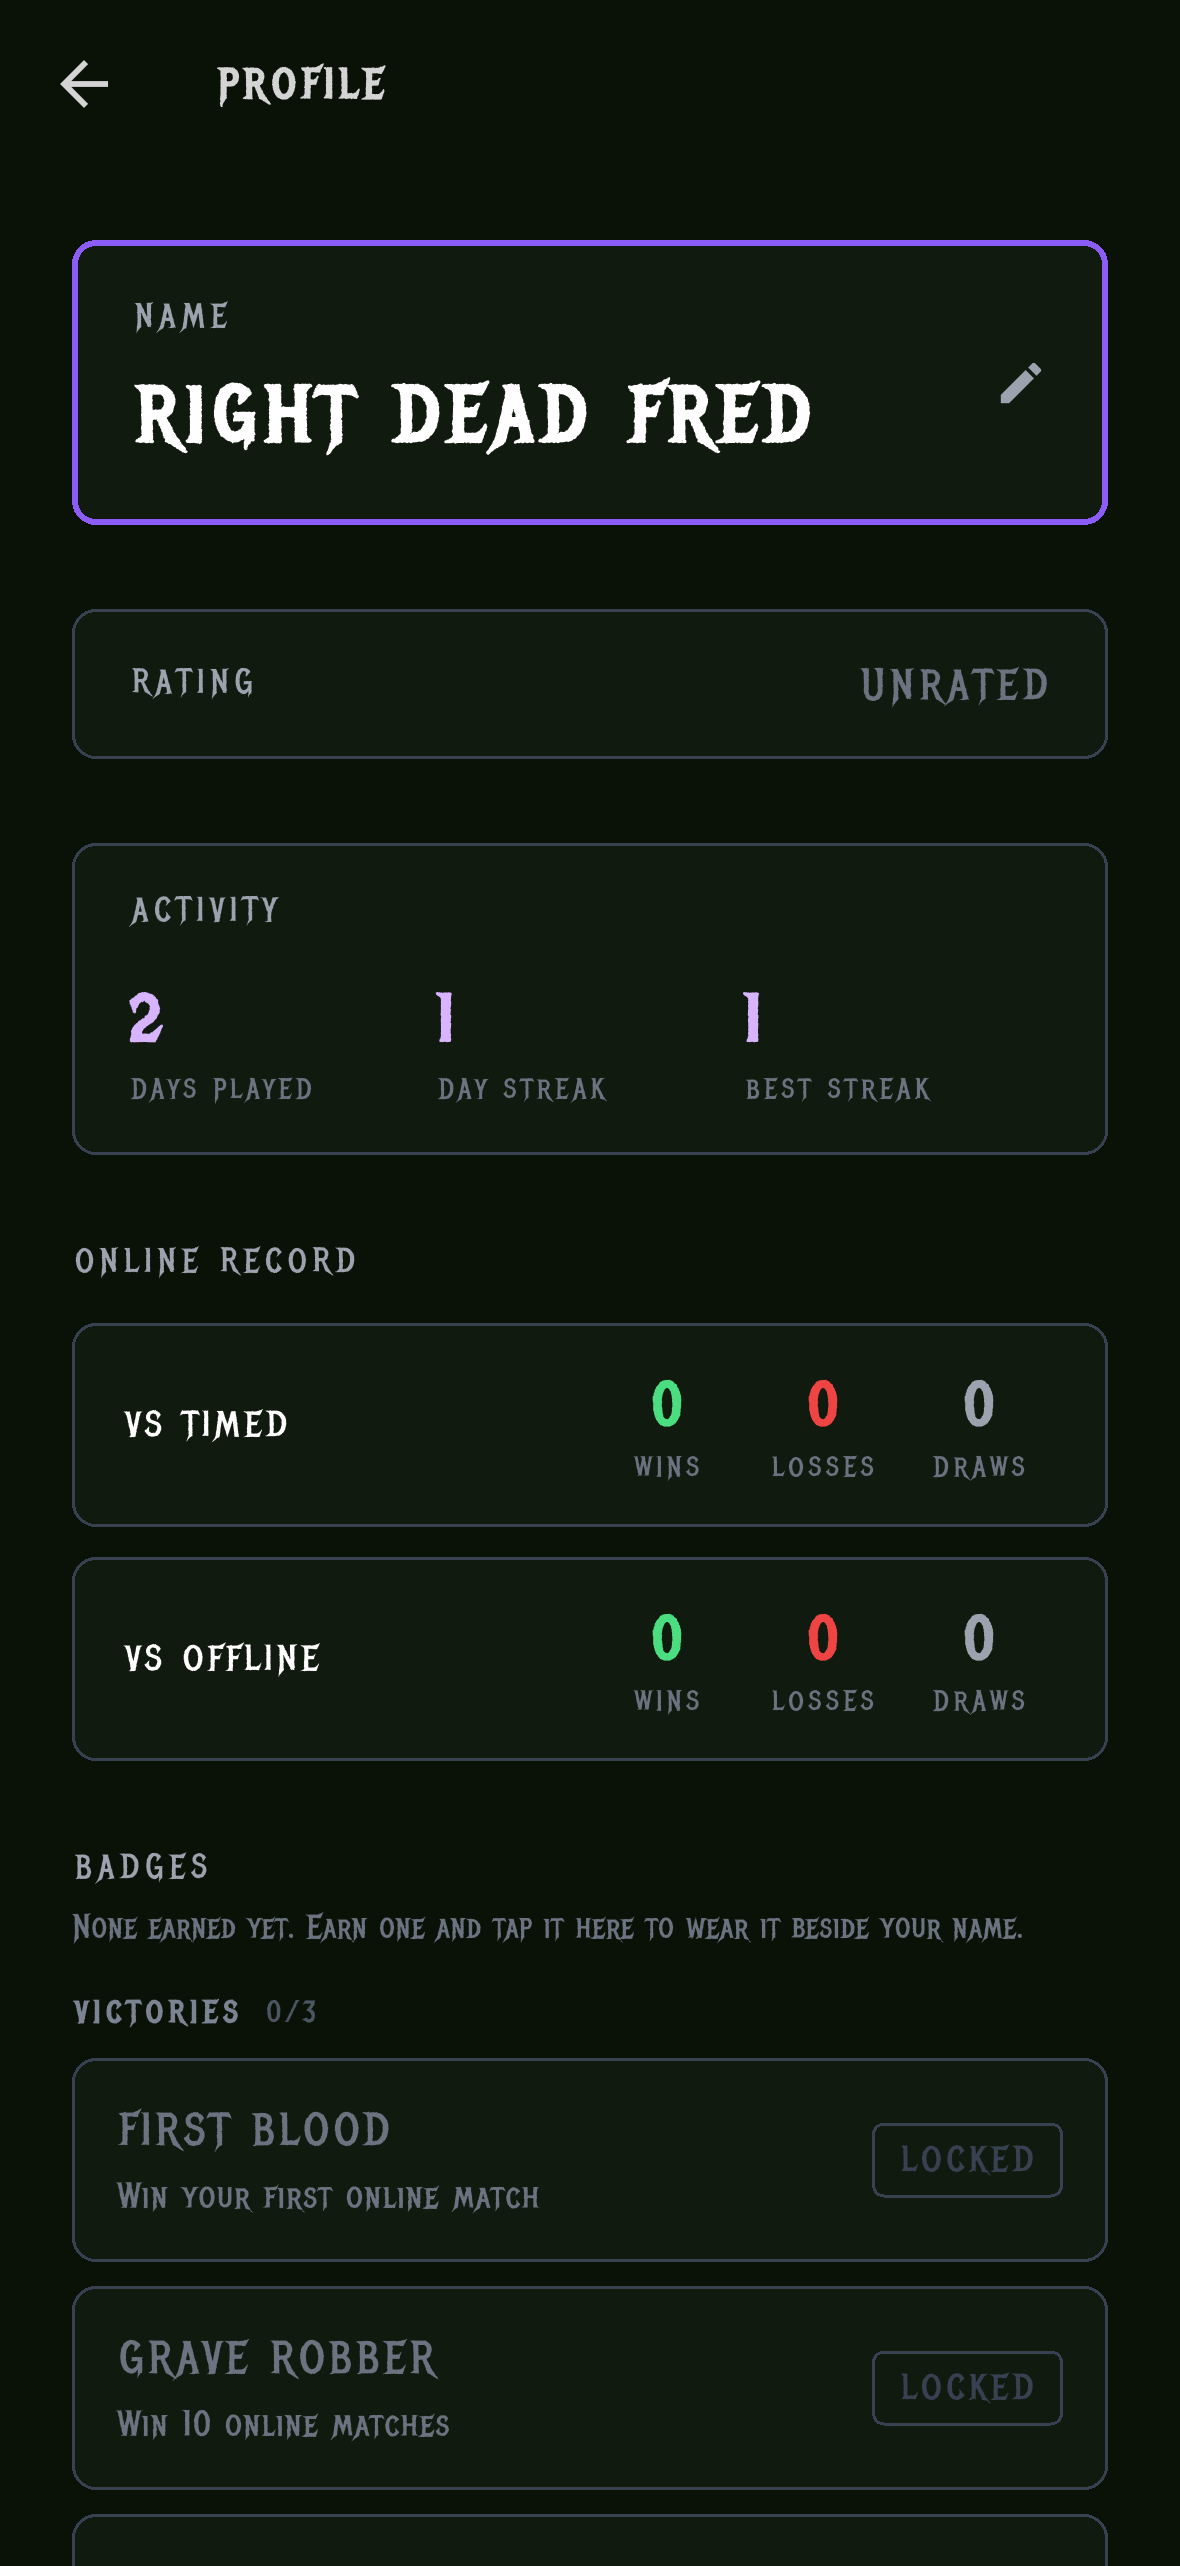 PROFILE
NAME
RIGHT DEAD FRED
RATING
UNRATED
ACTIVITY
2 1 1
DAYS PLAYED DAY STREAK BEST STREAK
ONLINE RECORD
VS TIMED
0 0 0
WINS LOSSES DRAWS
VS OFFLINE
0 0 0
WINS LOSSES DRAWS
BADGES
None earned yet. Earn one and tap it here to wear it beside your name.
VICTORIES 0/3
FIRST BLOOD
Win your first online match
LOCKED
GRAVE ROBBER
Win 10 online matches
LOCKED